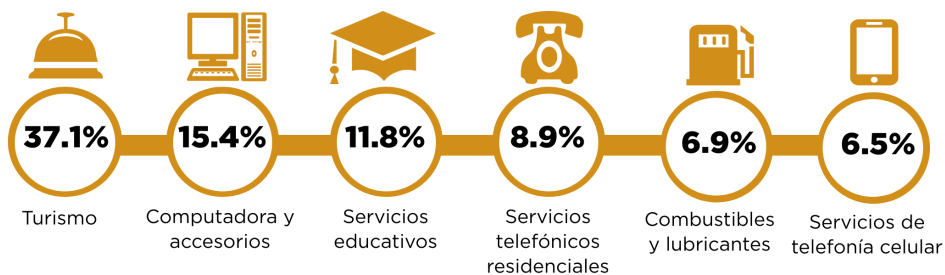 37.1%
15.4%
11.8%
8.9%
6.9%
6.5%
Turismo
Computadora y
accesorios
Servicios
educativos
Servicios
telefónicos
residenciales
Combustibles
y lubricantes
Servicios de
telefonía celular